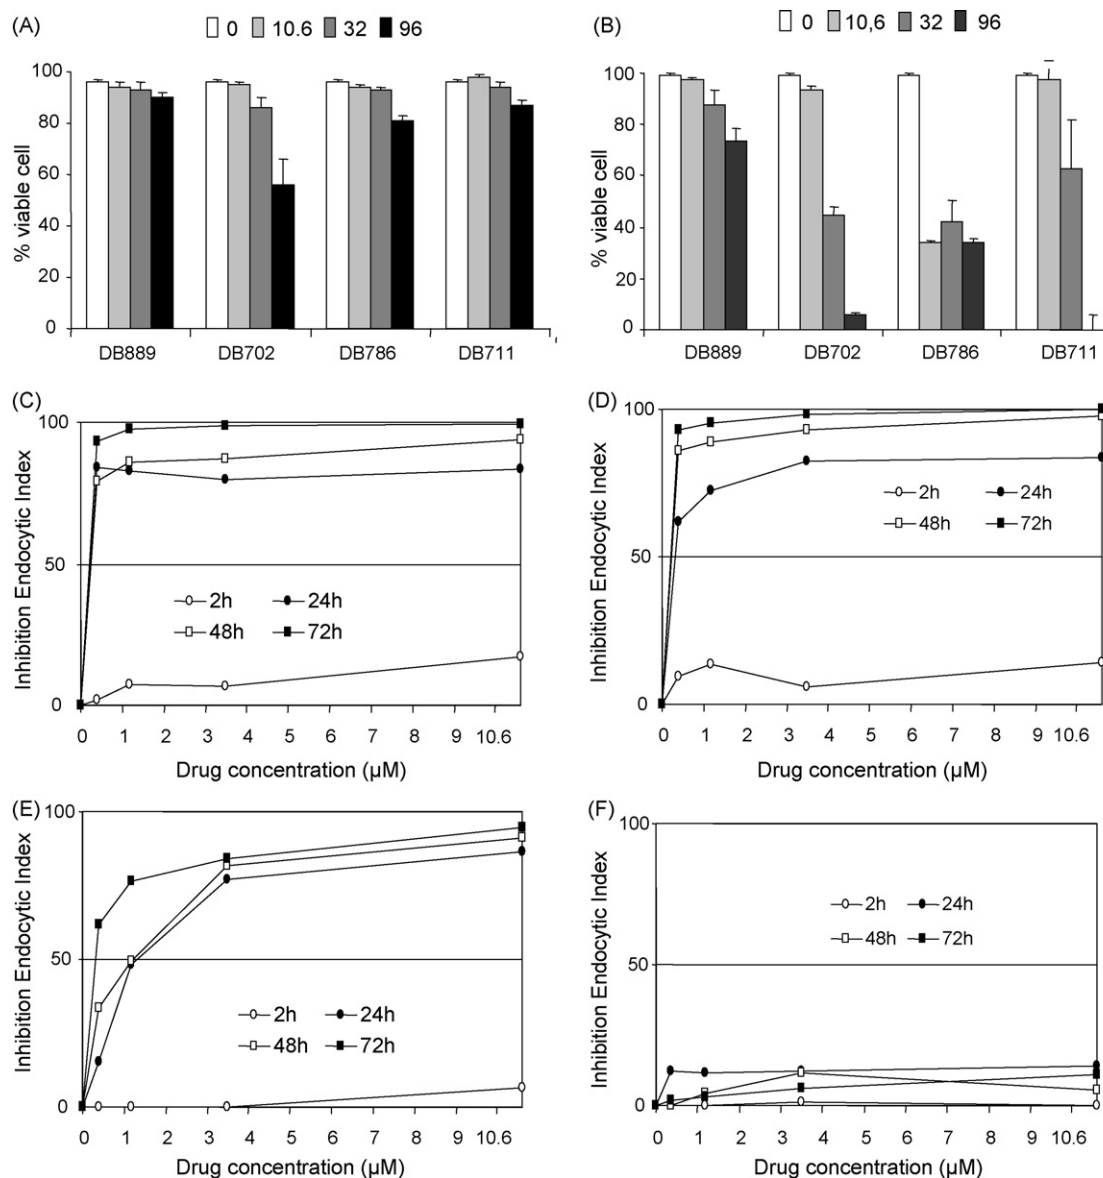 (A)
0 10.6 32 96
% viable cell
100
80
60
40
20
0
DB889 DB702 DB786 DB711
(B)
0 10,6 32 96
% viable cell
100
80
60
40
20
0
DB889 DB702 DB786 DB711
(C)
Inhibition Endocytic Index
100
50
0
2h 24h
48h 72h
0 1 2 3 4 5 6 7 8 9 10.6
Drug concentration (µM)
(D)
Inhibition Endocytic Index
100
50
0
2h 24h
48h 72h
0 1 2 3 4 5 6 7 8 9 10.6
Drug concentration (µM)
(E)
Inhibition Endocytic Index
100
50
0
2h 24h
48h 72h
0 1 2 3 4 5 6 7 8 9 10.6
Drug concentration (µM)
(F)
Inhibition Endocytic Index
100
50
0
2h 24h
48h 72h
0 1 2 3 4 5 6 7 8 9 10.6
Drug concentration (µM)